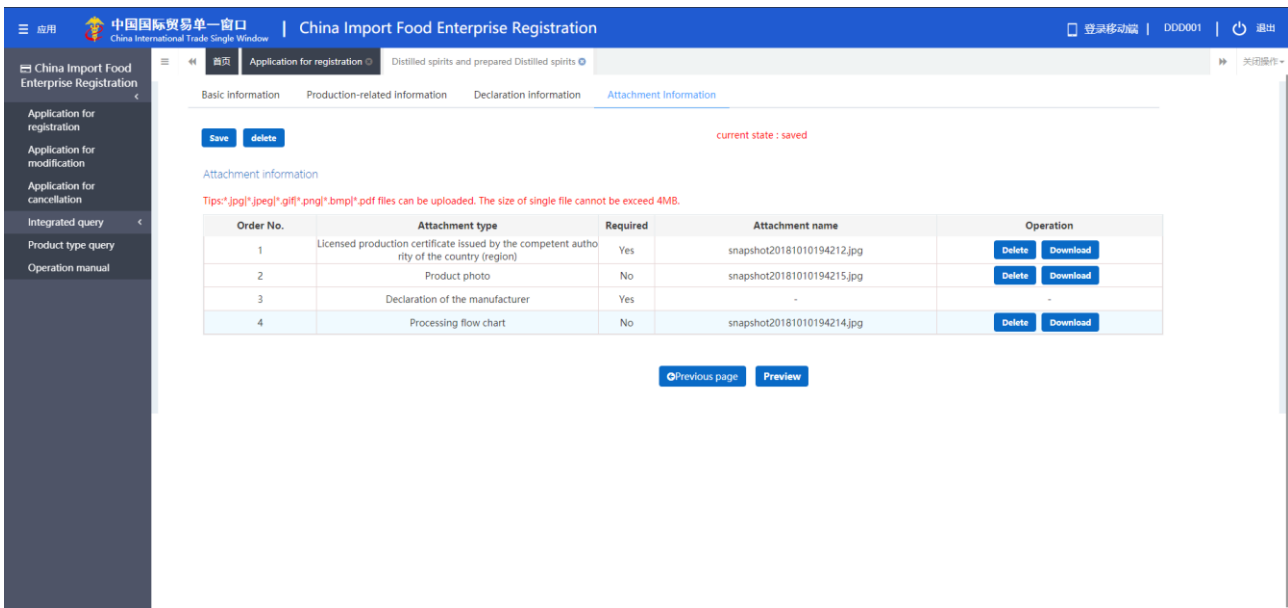 应用
中国国际贸易单一窗口
China International Trade Single Window
China Import Food Enterprise Registration
登录移动端
DDD001
退出
China Import Food
Enterprise Registration
Application for
registration
Application for
modification
Application for
cancellation
Integrated query
Product type query
Operation manual
首页
Application for registration
Distilled spirits and prepared Distilled spirits
关闭操作
Basic information
Production-related information
Declaration information
Attachment Information
Save
delete
current state : saved
Attachment information
Tips:*.jpg|*.jpeg|*.gif|*.png|*.bmp|*.pdf files can be uploaded. The size of single file cannot be exceed 4MB.
Order No. Attachment type Required Attachment name Operation
1 Licensed production certificate issued by the competent autho Yes snapshot20181010194212.jpg Delete Download
rity of the country (region)
2 Product photo No snapshot20181010194215.jpg Delete Download
3 Declaration of the manufacturer Yes - -
4 Processing flow chart No snapshot20181010194214.jpg Delete Download
Previous page
Preview